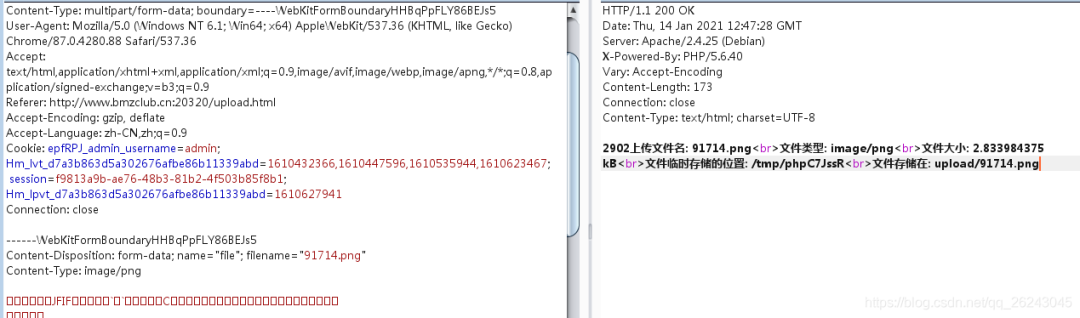 Content-Type: multipart/form-data; boundary=----WebKitFormBoundaryHHBqPpFLY86BEJs5
User-Agent: Mozilla/5.0 (Windows NT 6.1; Win64; x64) AppleWebKit/537.36 (KHTML, like Gecko)
Chrome/87.0.4280.88 Safari/537.36
Accept:
text/html,application/xhtml+xml,application/xml;q=0.9,image/avif,image/webp,image/apng,*/*;q=0.8,ap
plication/signed-exchange;v=b3;q=0.9
Referer: http://www.bmzclub.cn:20320/upload.html
Accept-Encoding: gzip, deflate
Accept-Language: zh-CN,zh;q=0.9
Cookie: epfRPJ_admin_username=admin;
Hm_lvt_d7a3b863d5a302676afbe86b11339abd=1610432366,1610447596,1610535944,1610623467;
session=f9813a9b-ae76-48b3-81b2-4f503b85f8b1;
Hm_lpvt_d7a3b863d5a302676afbe86b11339abd=1610627941
Connection: close
------WebKitFormBoundaryHHBqPpFLY86BEJs5
Content-Disposition: form-data; name="file"; filename="91714.png"
Content-Type: image/png
JFIF
C
HTTP/1.1 200 OK
Date: Thu, 14 Jan 2021 12:47:28 GMT
Server: Apache/2.4.25 (Debian)
X-Powered-By: PHP/5.6.40
Vary: Accept-Encoding
Content-Length: 173
Connection: close
Content-Type: text/html; charset=UTF-8
2902上传文件名: 91714.png<br>文件类型: image/png<br>文件大小: 2.833984375
kB<br>文件临时存储的位置: /tmp/phpC7JssR<br>文件存储在: upload/91714.png
https://blog.csdn.net/qq_26243045